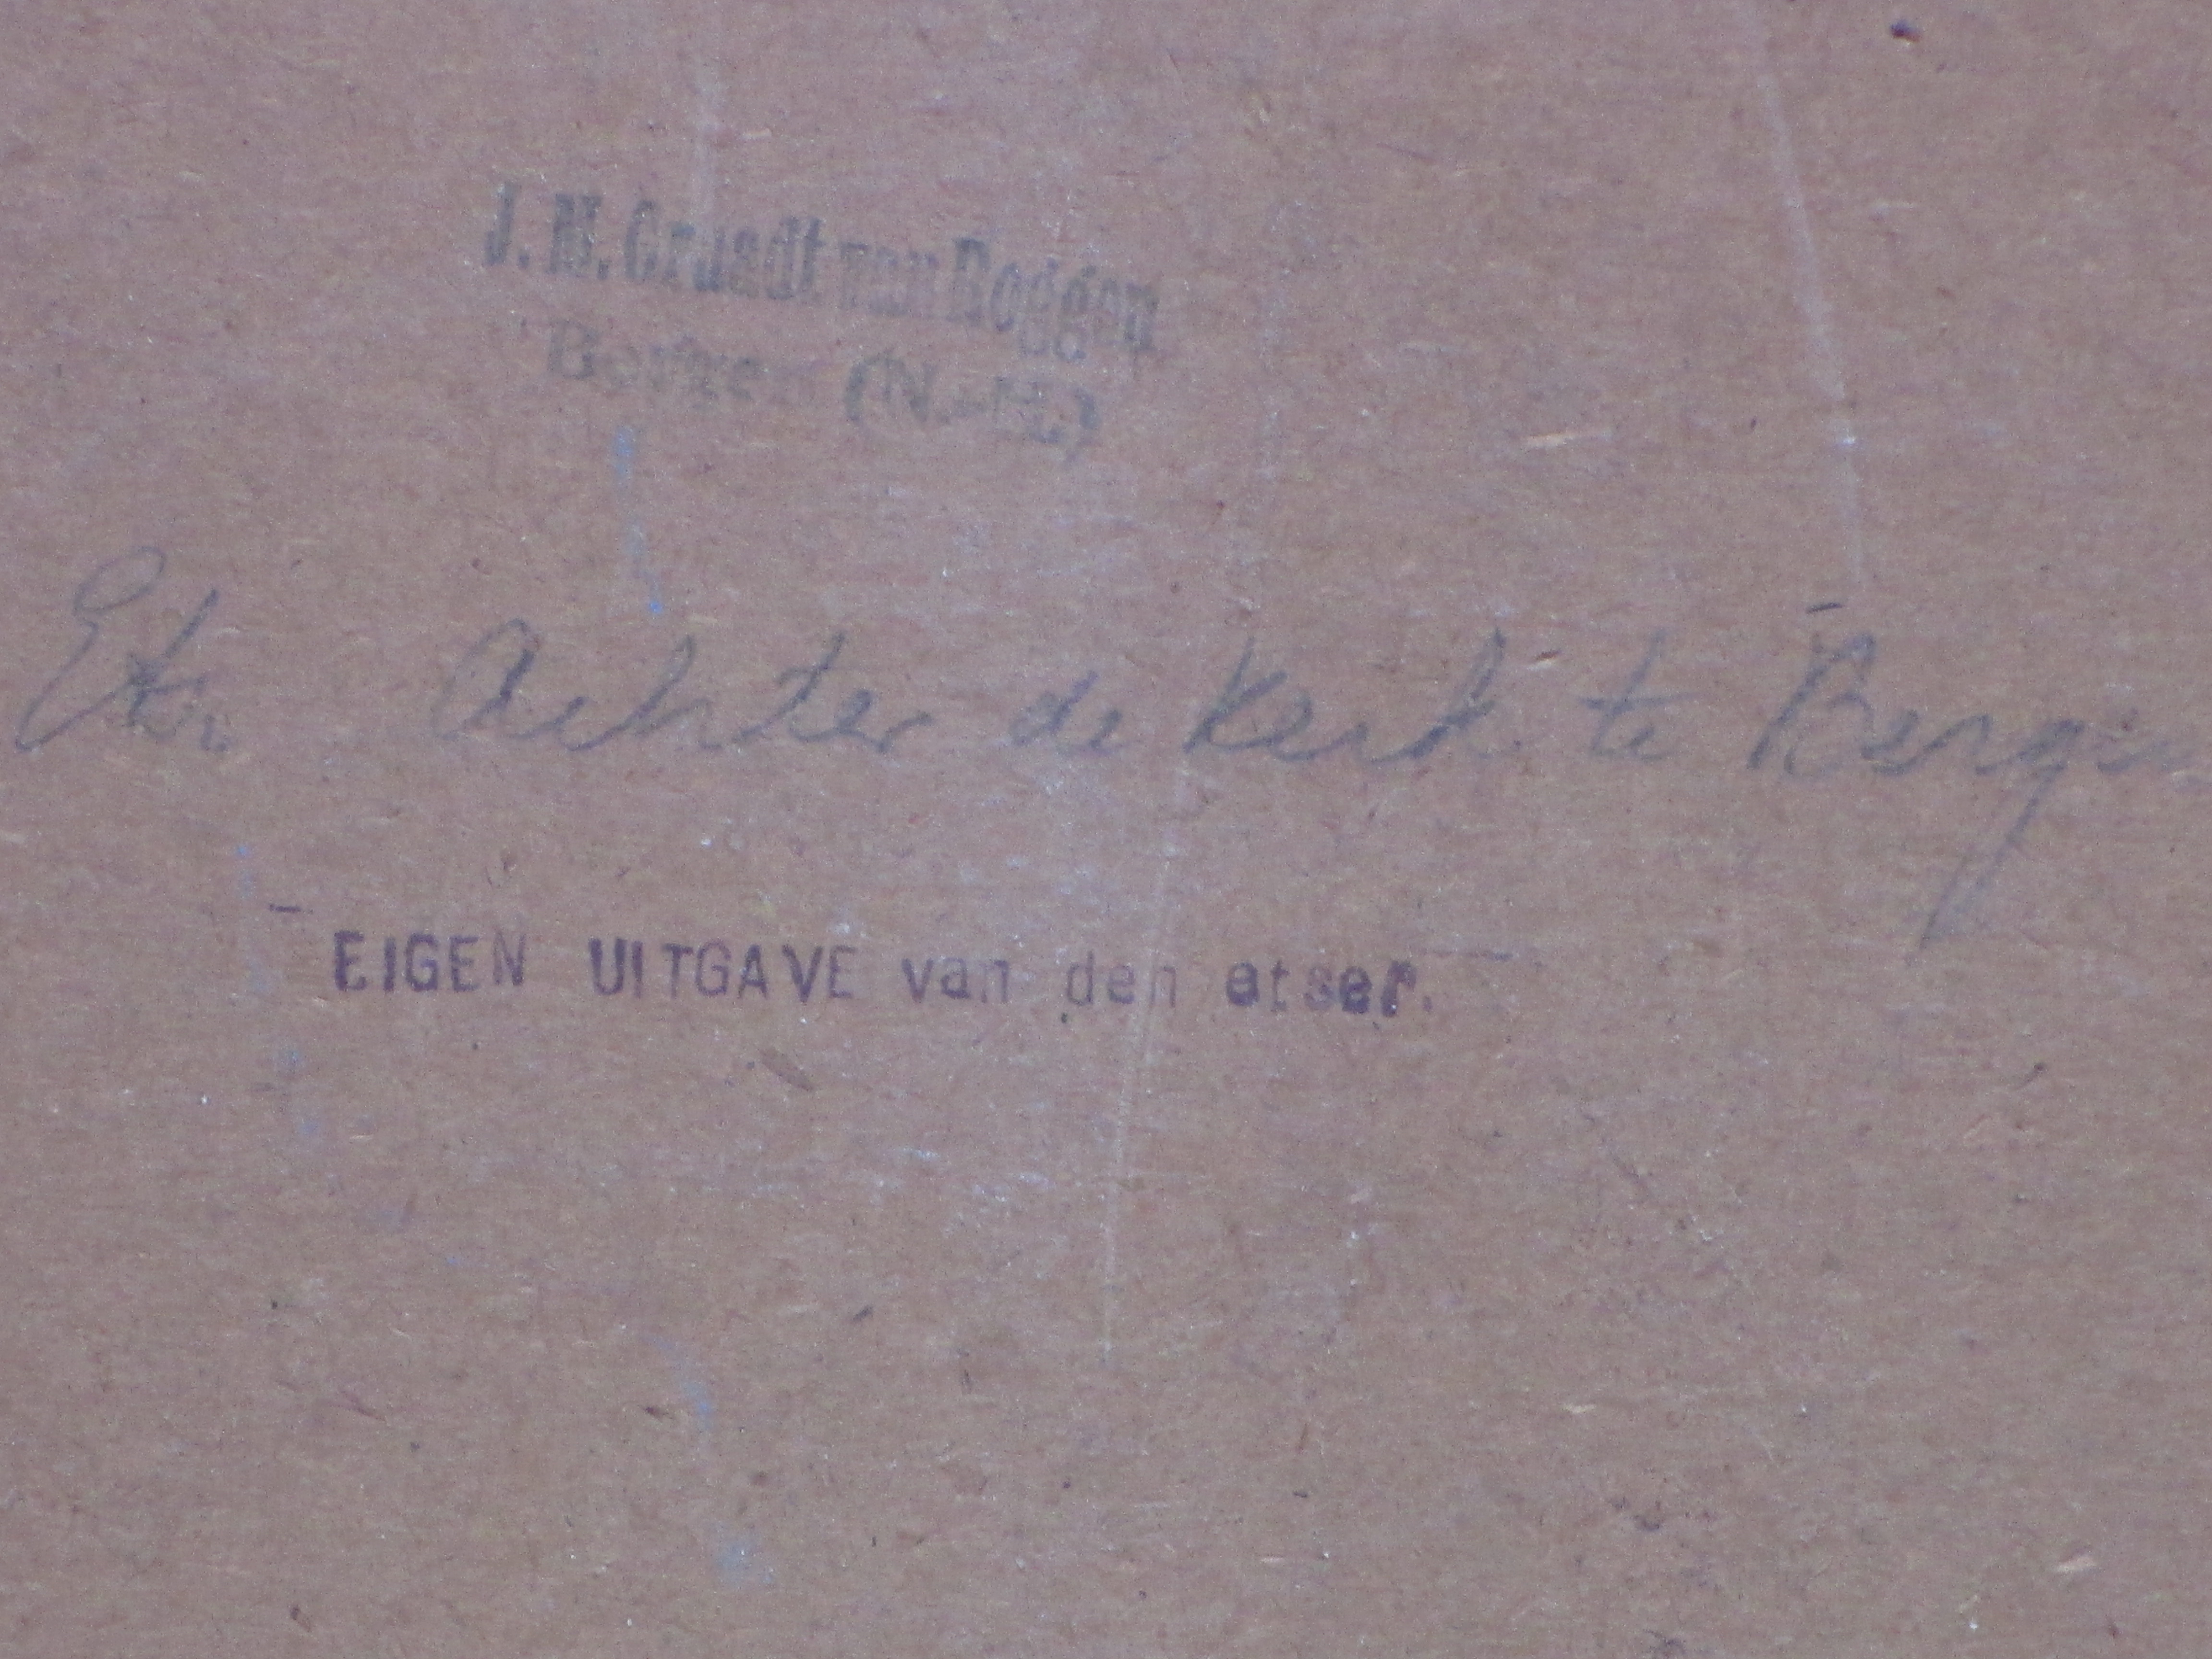 J. M. Graadt van Roggen
Bergen (N.-H.)
Ets. Achter de Kerk te Bergen
EIGEN UITGAVE van den etser.